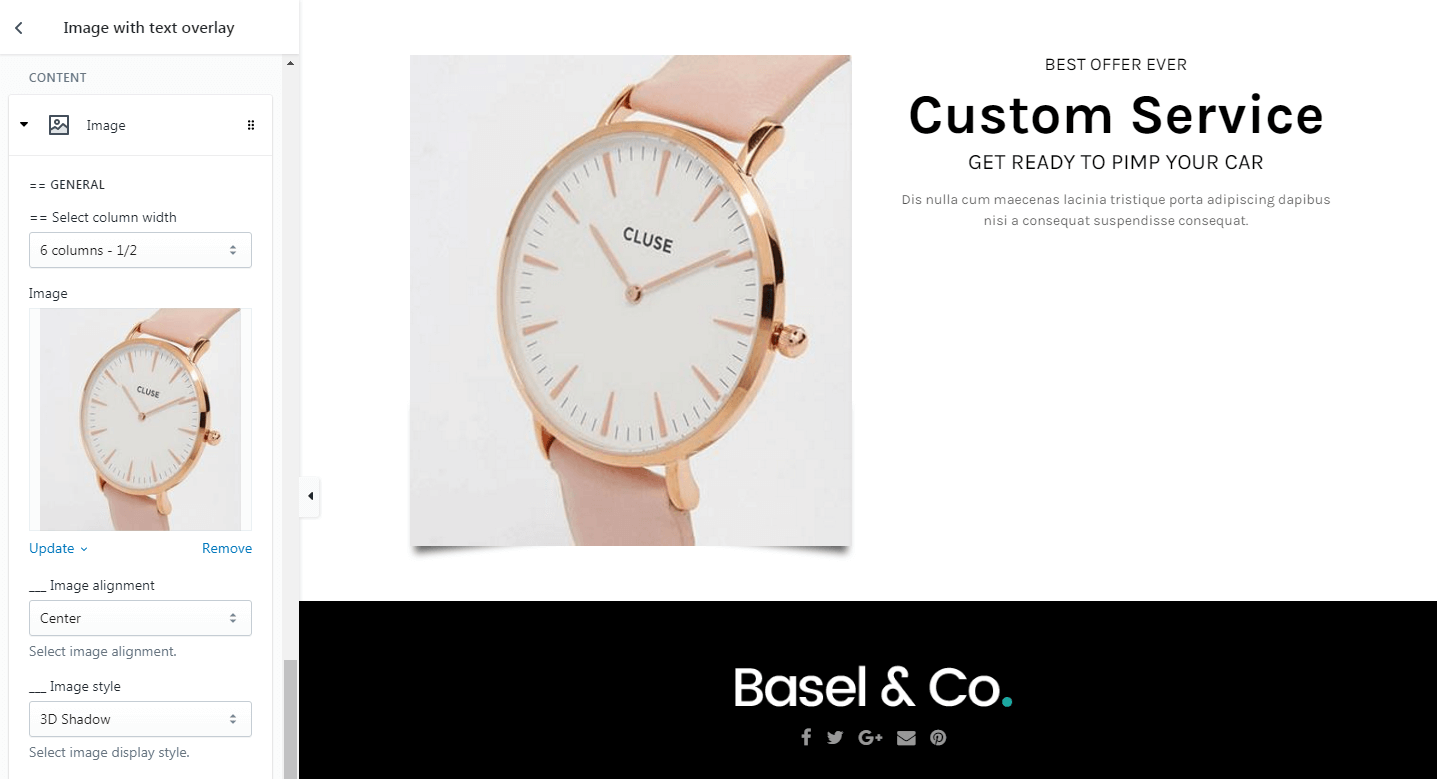 Image with text overlay
CONTENT
Image
== GENERAL
== Select column width
6 columns - 1/2
Image
CLUSE
Update
Remove
___ Image alignment
Center
Select image alignment.
___ Image style
3D Shadow
Select image display style.
CLUSE
BEST OFFER EVER
Custom Service
GET READY TO PIMP YOUR CAR
Dis nulla cum maecenas lacinia tristique porta adipiscing dapibus
nisi a consequat suspendisse consequat.
Basel & Co.